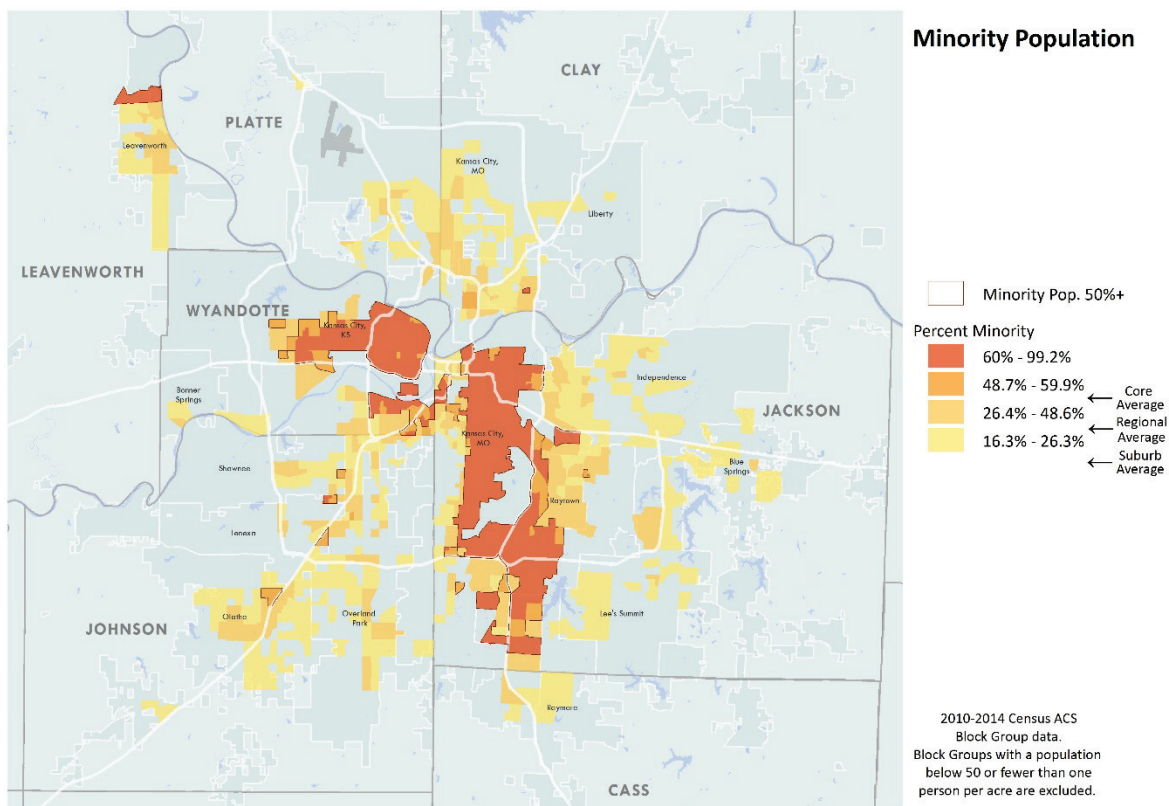 Minority Population
CLAY
PLATTE
Leavenworth
Kansas City,
MO
Liberty
LEAVENWORTH
WYANDOTTE
Kansas City,
KS
Bonner
Springs
Independence
JACKSON
Kansas City,
MO
Shawnee
Blue
Springs
Raytown
Lenexa
Olathe
Overland
Park
Lee's Summit
JOHNSON
Raymore
CASS
Minority Pop. 50%+
Percent Minority
60% - 99.2%
48.7% - 59.9%
26.4% - 48.6%
16.3% - 26.3%
Core
Average
Regional
Average
Suburb
Average
2010-2014 Census ACS
Block Group data.
Block Groups with a population
below 50 or fewer than one
person per acre are excluded.